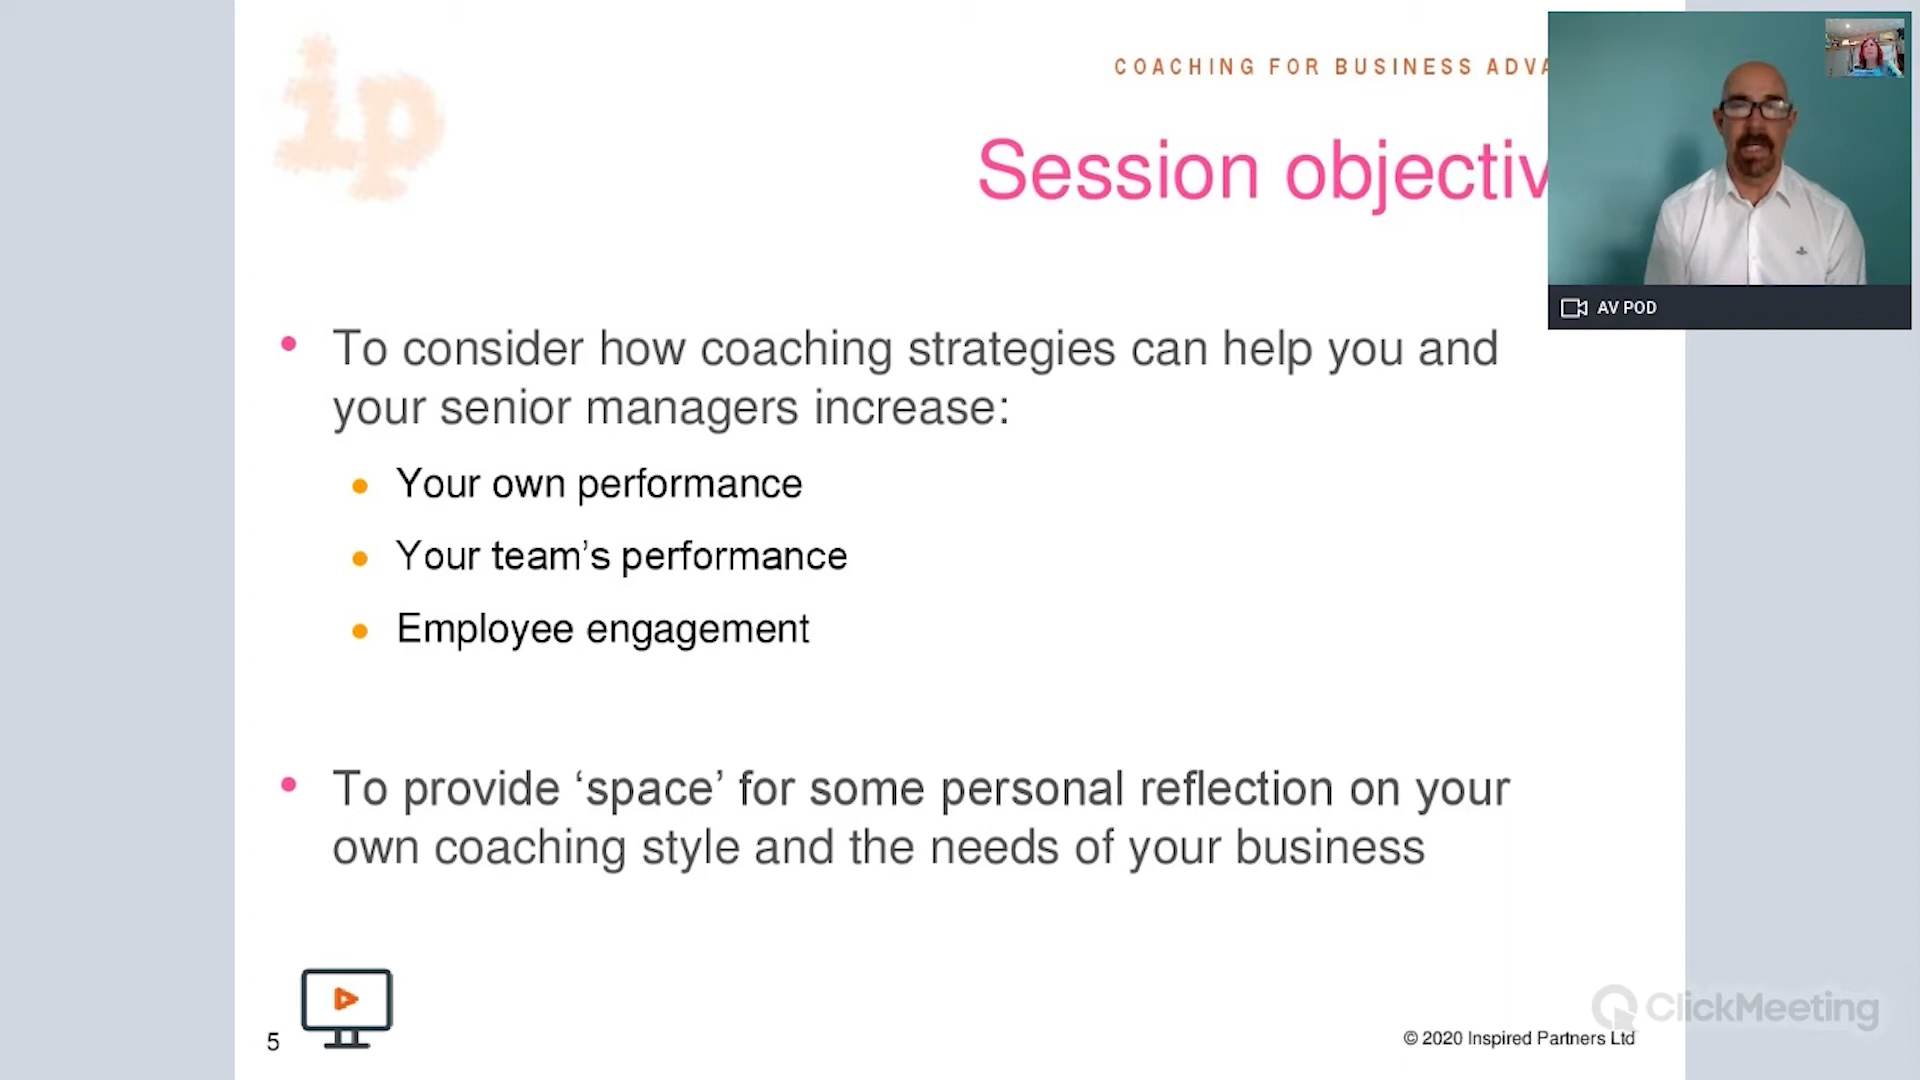 ip
COACHING FOR BUSINESS ADVA
Session objectiv
AV POD
• To consider how coaching strategies can help you and
your senior managers increase:
• Your own performance
• Your team’s performance
• Employee engagement
• To provide ‘space’ for some personal reflection on your
own coaching style and the needs of your business
5
ClickMeeting
© 2020 Inspired Partners Ltd